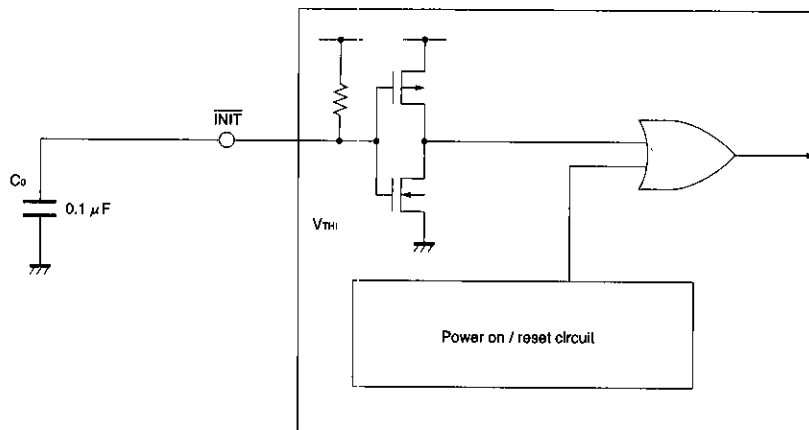 INIT
C₀
0.1 μF
VTHI
Power on / reset circuit